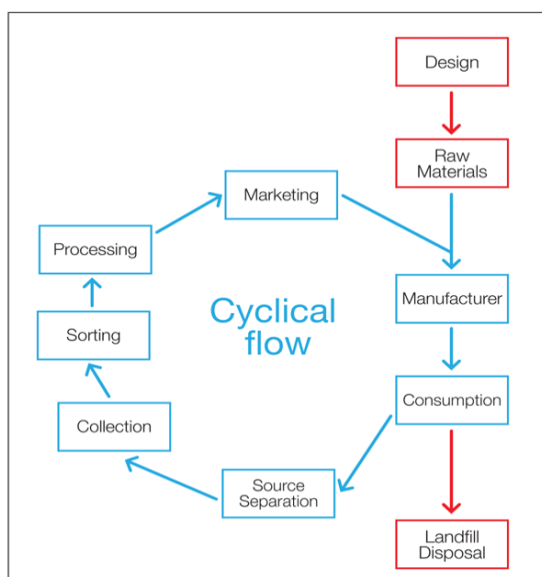 Design
Raw
Materials
Marketing
Processing
Manufacturer
Cyclical
flow
Sorting
Consumption
Collection
Source
Separation
Landfill
Disposal